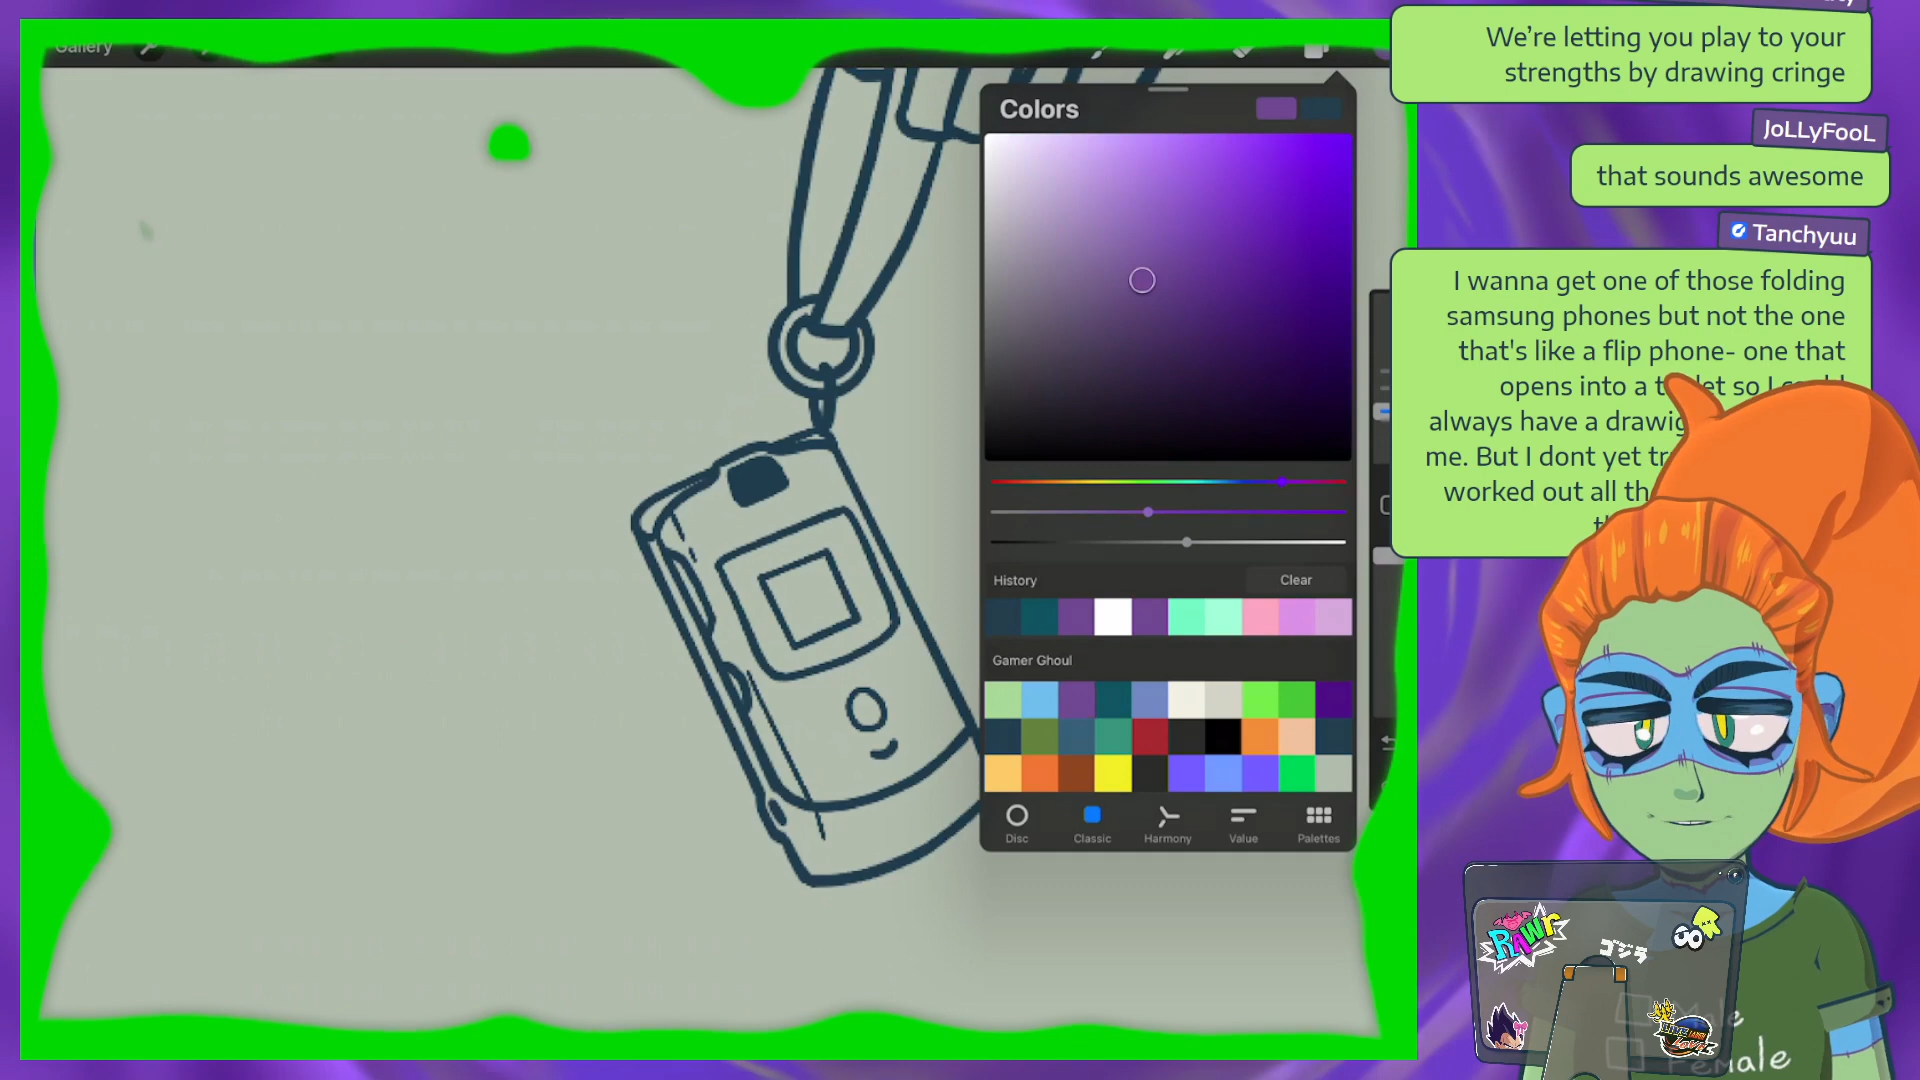 Gallery
Colors
History
Clear
Gamer Ghoul
Disc
Classic
Harmony
Value
Palettes
We're letting you play to your
strengths by drawing cringe
JoLLyFooL
that sounds awesome
Tanchyuu
I wanna get one of those folding
samsung phones but not the one
that's like a flip phone- one that
opens into a
always have a
me. But I dont yet
worked out all
RAWr
ゴジラ
Male
Female